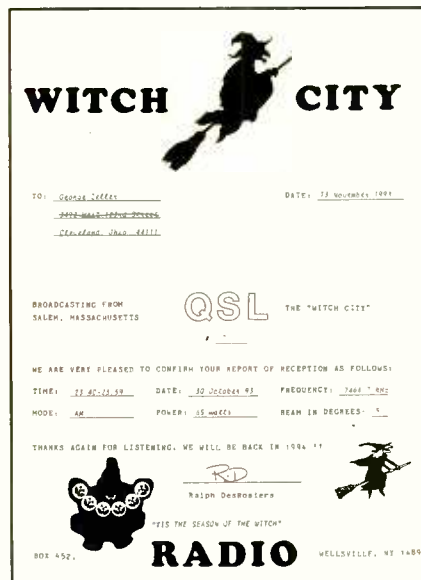 WITCH CITY
TO: George Zeller DATE: 13 November 1993
Cleveland, Ohio 44111
BROADCASTING FROM QSL THE "WITCH CITY"
SALEM, MASSACHUSETTS
WE ARE VERY PLEASED TO CONFIRM YOUR REPORT OF RECEPTION AS FOLLOWS:
TIME: DATE: 30 October 93 FREQUENCY:
MODE: AM POWER: watts BEAM IN DEGREES:
THANKS AGAIN FOR LISTENING. WE WILL BE BACK IN 1994
RD
Ralph DesRosiers
"TIS THE SEASON OF THE WITCH"
BOX 452, RADIO WELLSVILLE, NY